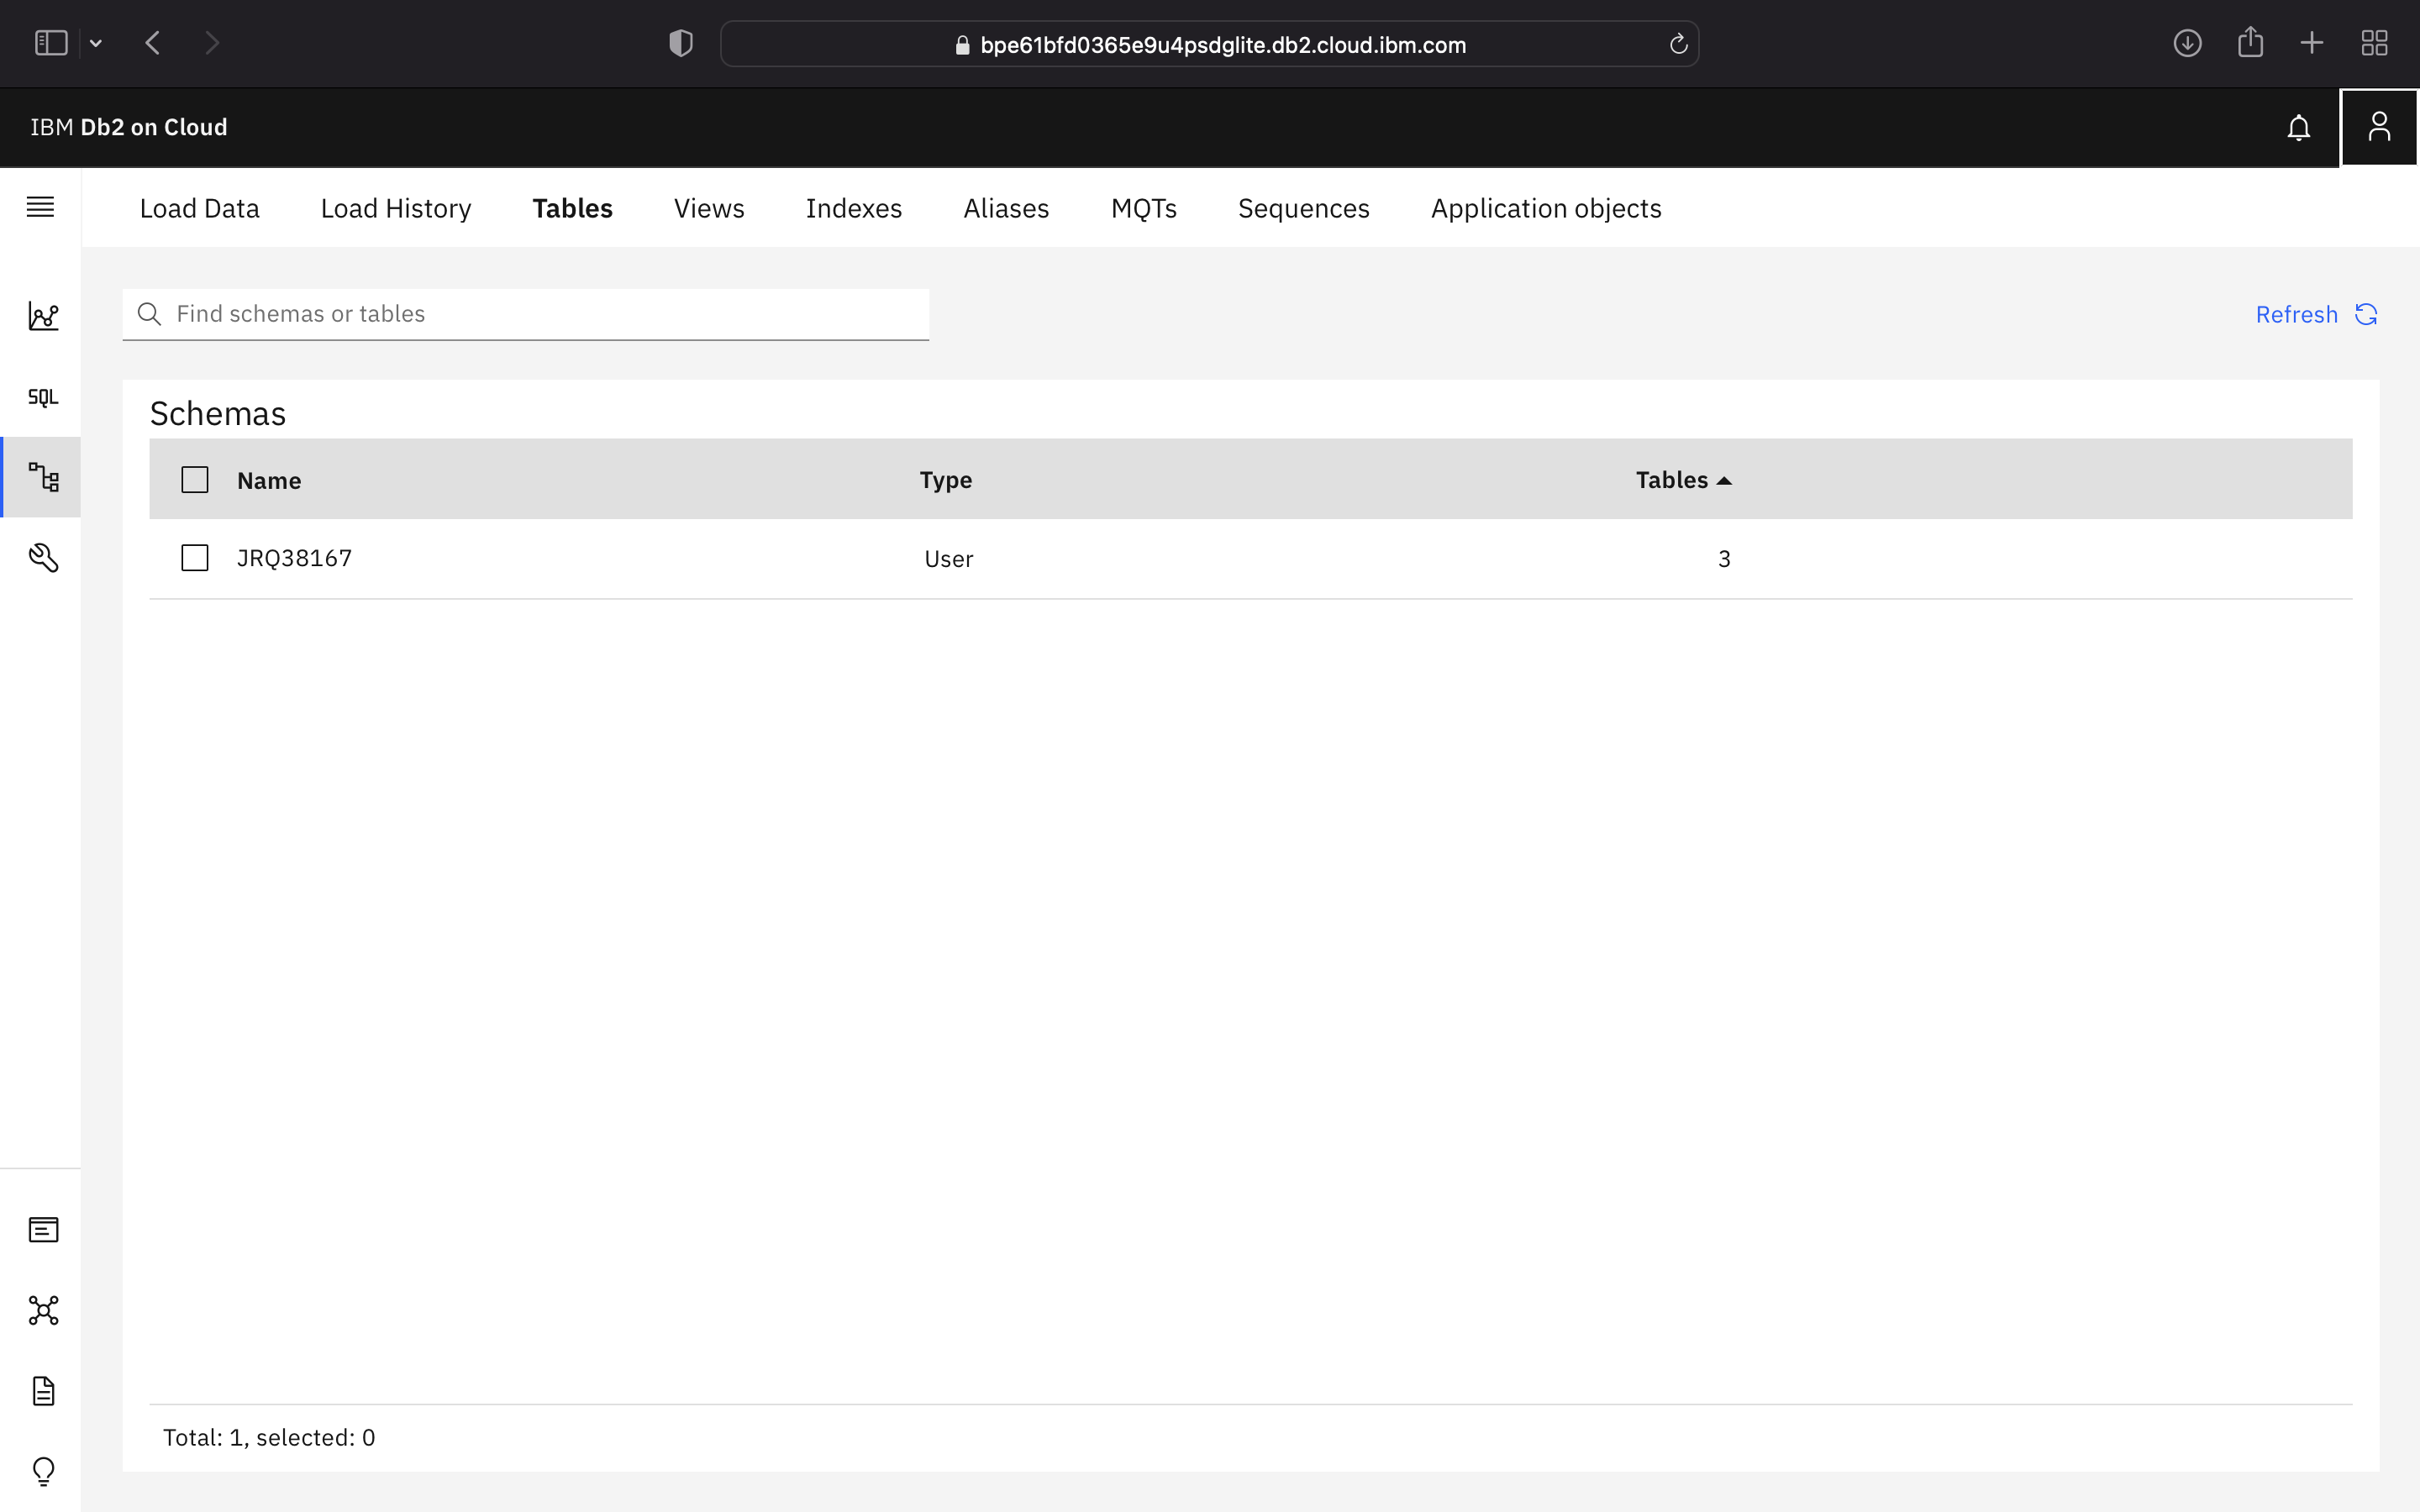 bpe61bfd0365e9u4psdglite.db2.cloud.ibm.com
IBM Db2 on Cloud
Load Data Load History Tables Views Indexes Aliases MQTs Sequences Application objects
Find schemas or tables
Refresh
SQL
Schemas
Name Type Tables
JRQ38167 User 3
Total: 1, selected: 0